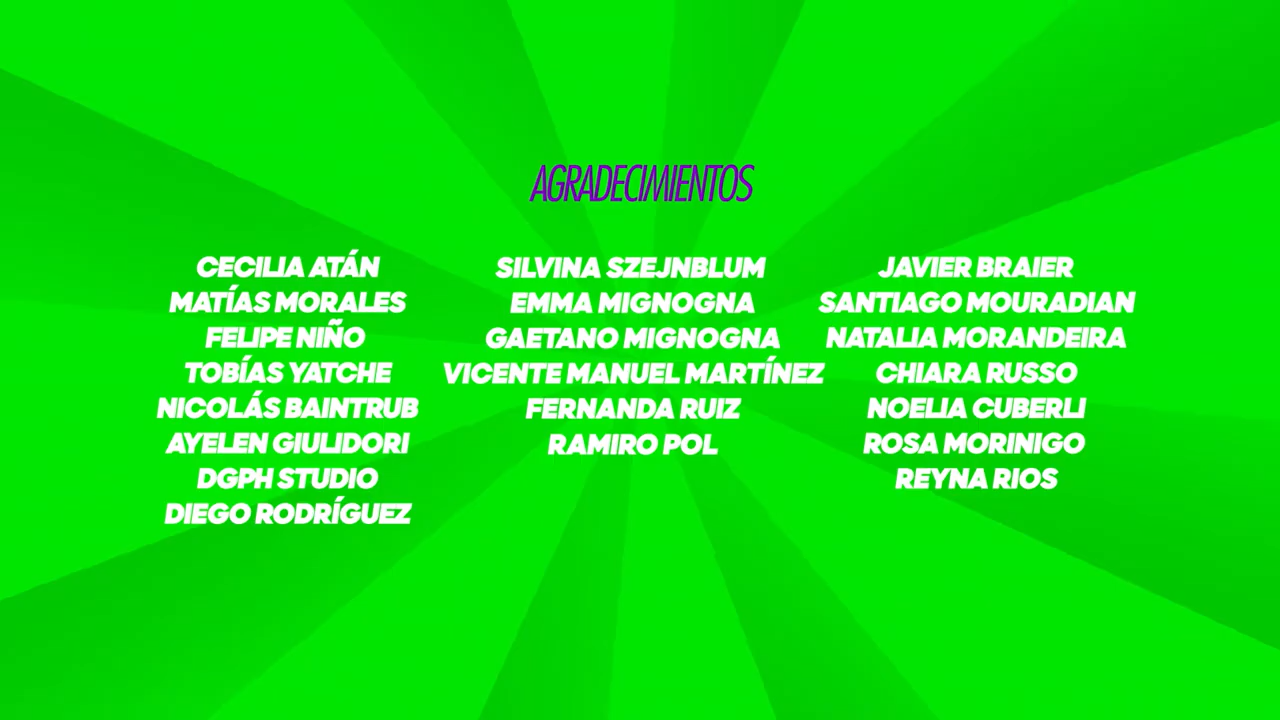 AGRADECIMIENTOS
CECILIA ATÁN
MATÍAS MORALES
FELIPE NIÑO
TOBÍAS YATCHE
NICOLÁS BAINTRUB
AYELEN GIULIDORI
DGPH STUDIO
DIEGO RODRÍGUEZ
SILVINA SZEJNBLUM
EMMA MIGNOGNA
GAETANO MIGNOGNA
VICENTE MANUEL MARTÍNEZ
FERNANDA RUIZ
RAMIRO POL
JAVIER BRAIER
SANTIAGO MOURADIAN
NATALIA MORANDEIRA
CHIARA RUSSO
NOELIA CUBERLI
ROSA MORINIGO
REYNA RIOS